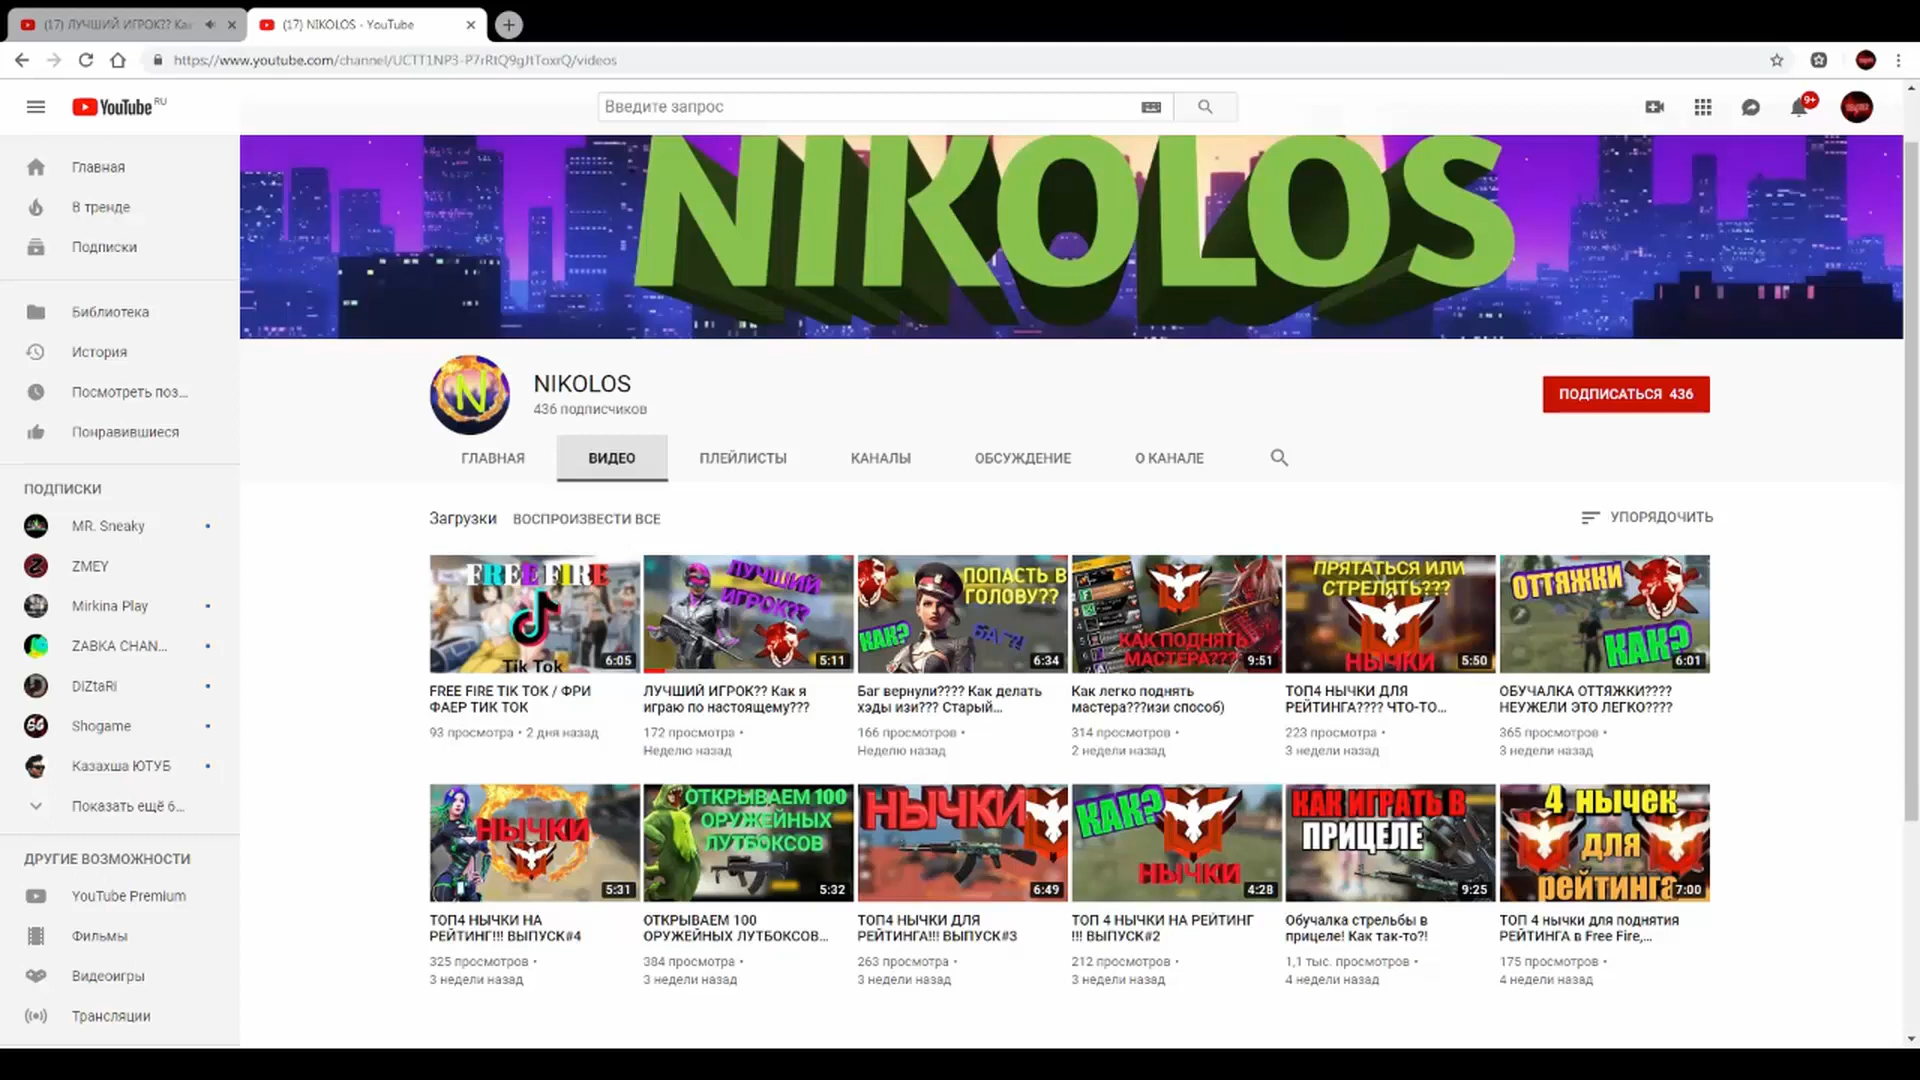 (17) ЛУЧШИЙ ИГРОК?? Как
(17) NIKOLOS - YouTube
https://www.youtube.com/channel/UCTT1NP3-P7rRtQ9gJtToxrQ/videos
YouTube RU
Введите запрос
9+
NIKOLOS
Главная
В тренде
Подписки
Библиотека
История
Посмотреть поз...
Понравившиеся
ПОДПИСКИ
MR. Sneaky
ZMEY
Mirkina Play
ZABKA CHAN...
DIZtaRi
Shogame
Казахша ЮТУБ
Показать ещё 6...
ДРУГИЕ ВОЗМОЖНОСТИ
YouTube Premium
Фильмы
Видеоигры
Трансляции
N
NIKOLOS
436 подписчиков
ПОДПИСАТЬСЯ 436
ГЛАВНАЯ
ВИДЕО
ПЛЕЙЛИСТЫ
КАНАЛЫ
ОБСУЖДЕНИЕ
О КАНАЛЕ
Загрузки
ВОСПРОИЗВЕСТИ ВСЕ
УПОРЯДОЧИТЬ
FREE FIRE
Tik Tok
6:05
FREE FIRE TIK TOK / ФРИ
ФАЕР ТИК ТОК
93 просмотра • 2 дня назад
ЛУЧШИЙ
ИГРОК??
5:11
ЛУЧШИЙ ИГРОК?? Как я
играю по настоящему???
172 просмотра •
Неделю назад
ПОПАСТЬ В
ГОЛОВУ??
КАК?
БАГ?!
6:34
Баг вернули???? Как делать
хэды изи??? Старый...
166 просмотров •
Неделю назад
КАК ПОДНЯТЬ
МАСТЕРА???
9:51
Как легко поднять
мастера???изи способ)
314 просмотров •
2 недели назад
ПРЯТАТЬСЯ ИЛИ
СТРЕЛЯТЬ???
НЫЧКИ
5:50
ТОП4 НЫЧКИ ДЛЯ
РЕЙТИНГА???? ЧТО-ТО...
223 просмотра •
3 недели назад
ОТТЯЖКИ
КАК?
6:01
ОБУЧАЛКА ОТТЯЖКИ????
НЕУЖЕЛИ ЭТО ЛЕГКО????
365 просмотров •
3 недели назад
НЫЧКИ
5:31
ТОП4 НЫЧКИ НА
РЕЙТИНГ!!! ВЫПУСК#4
325 просмотров •
3 недели назад
ОТКРЫВАЕМ 100
ОРУЖЕЙНЫХ
ЛУТБОКСОВ
5:32
ОТКРЫВАЕМ 100
ОРУЖЕЙНЫХ ЛУТБОКСОВ...
384 просмотра •
3 недели назад
НЫЧКИ
6:49
ТОП4 НЫЧКИ ДЛЯ
РЕЙТИНГА!!! ВЫПУСК#3
263 просмотра •
3 недели назад
КАК?
НЫЧКИ
4:28
ТОП 4 НЫЧКИ НА РЕЙТИНГ
!!! ВЫПУСК#2
212 просмотров •
3 недели назад
КАК ИГРАТЬ В
ПРИЦЕЛЕ
9:25
Обучалка стрельбы в
прицеле! Как так-то?!
1,1 тыс. просмотров •
4 недели назад
4 нычек
для
рейтинга
7:00
ТОП 4 нычки для поднятия
РЕЙТИНГА в Free Fire,...
175 просмотров •
4 недели назад